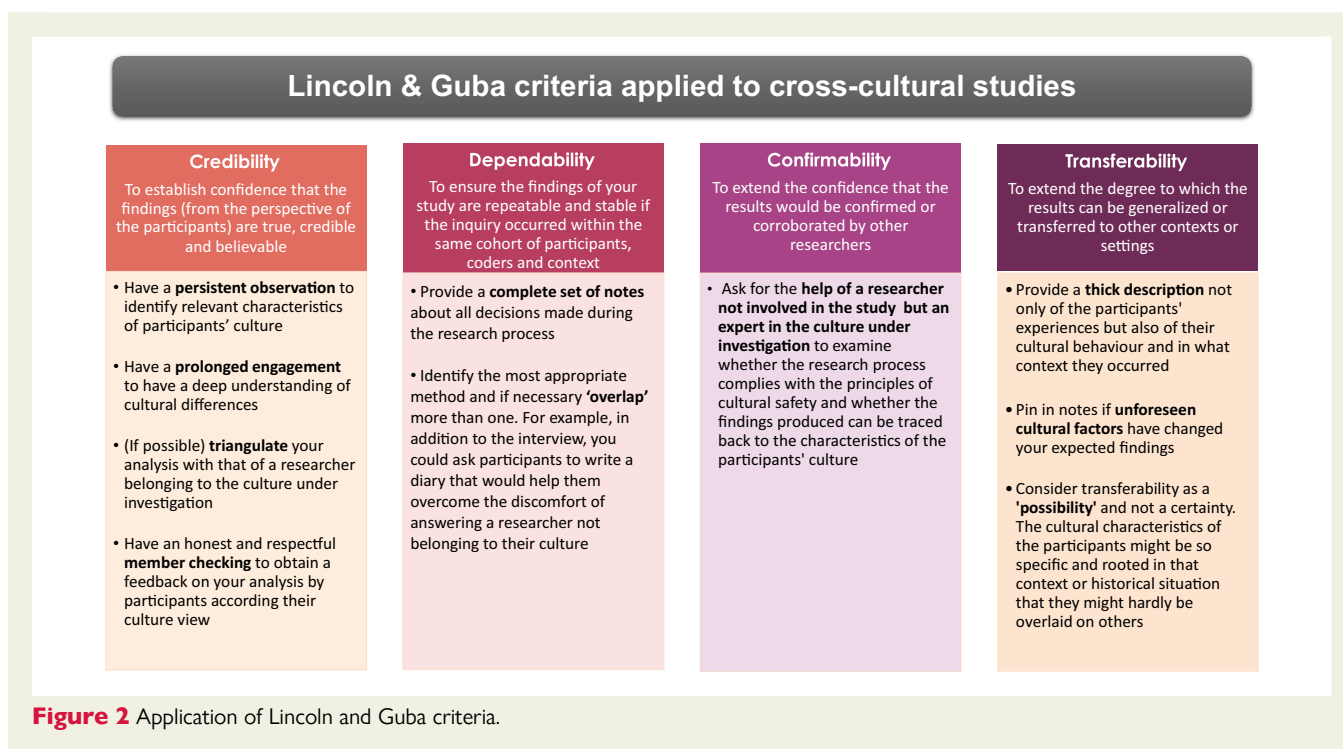 Lincoln & Guba criteria applied to cross-cultural studies
Credibility
To establish confidence that the
findings (from the perspective of
the participants) are true, credible
and believable
• Have a persistent observation to
identify relevant characteristics
of participants’ culture
• Have a prolonged engagement
to have a deep understanding of
cultural differences
• (If possible) triangulate your
analysis with that of a researcher
belonging to the culture under
investigation
• Have an honest and respectful
member checking to obtain a
feedback on your analysis by
participants according their
culture view
Dependability
To ensure the findings of your
study are repeatable and stable if
the inquiry occurred within the
same cohort of participants,
coders and context
• Provide a complete set of notes
about all decisions made during
the research process
• Identify the most appropriate
method and if necessary ‘overlap’
more than one. For example, in
addition to the interview, you
could ask participants to write a
diary that would help them
overcome the discomfort of
answering a researcher not
belonging to their culture
Confirmability
To extend the confidence that the
results would be confirmed or
corroborated by other
researchers
• Ask for the help of a researcher
not involved in the study but an
expert in the culture under
investigation to examine
whether the research process
complies with the principles of
cultural safety and whether the
findings produced can be traced
back to the characteristics of the
participants' culture
Transferability
To extend the degree to which the
results can be generalized or
transferred to other contexts or
settings
• Provide a thick description not
only of the participants'
experiences but also of their
cultural behaviour and in what
context they occurred
• Pin in notes if unforeseen
cultural factors have changed
your expected findings
• Consider transferability as a
'possibility' and not a certainty.
The cultural characteristics of
the participants might be so
specific and rooted in that
context or historical situation
that they might hardly be
overlaid on others
Figure 2 Application of Lincoln and Guba criteria.